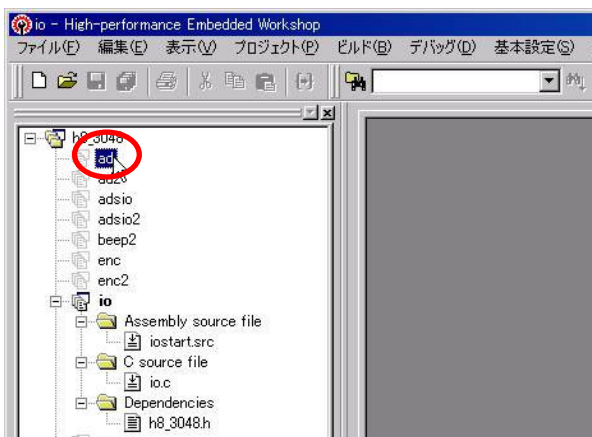 io - High-performance Embedded Workshop
ファイル(F) 編集(E) 表示(V) プロジェクト(P) ビルド(B) デバッグ(D) 基本設定(S)
h8_3048
ad
ad2
adsio
adsio2
beep2
enc
enc2
io
Assembly source file
iostart.src
C source file
io.c
Dependencies
h8_3048.h